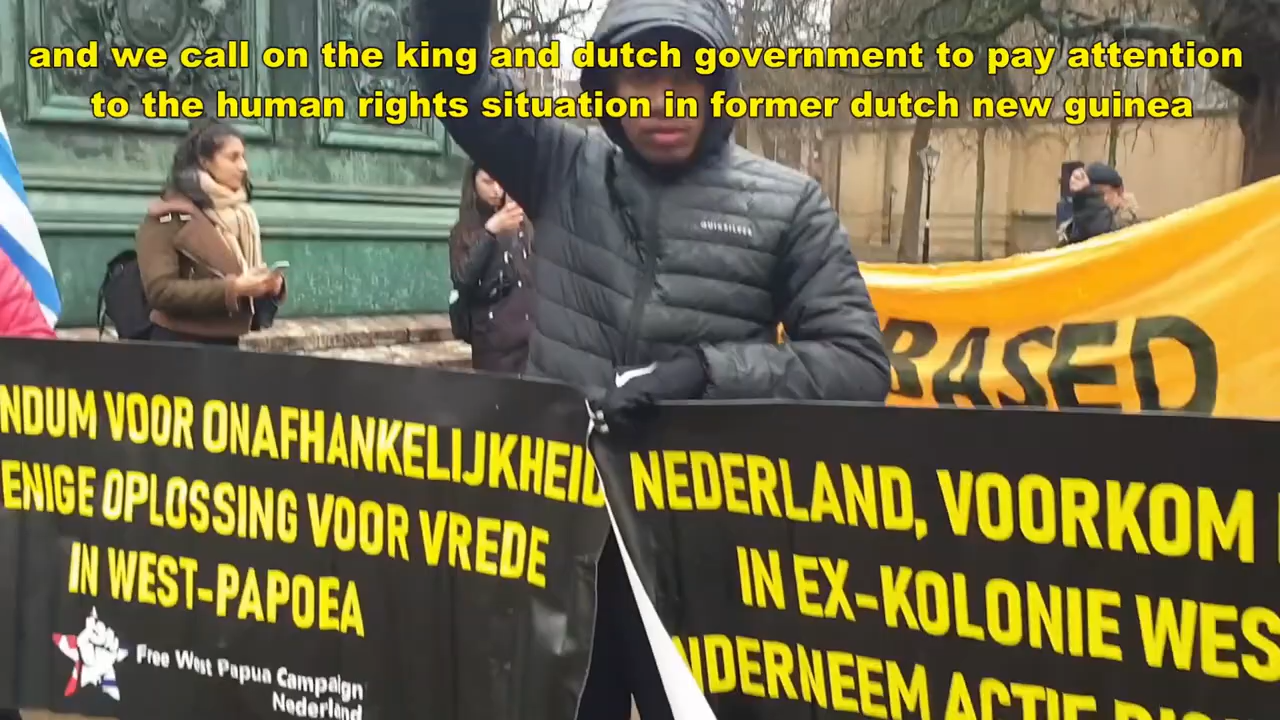 and we call on the king and dutch government to pay attention
to the human rights situation in former dutch new guinea
QUIKSILVER
BASED
NDUM VOOR ONAFHANKELIJKHEID
ENIGE OPLOSSING VOOR VREDE
IN WEST-PAPOEA
Free West Papua Campaign
Nederland
NEDERLAND, VOORKOM
IN EX-KOLONIE WES
NDERNEEM ACTIE